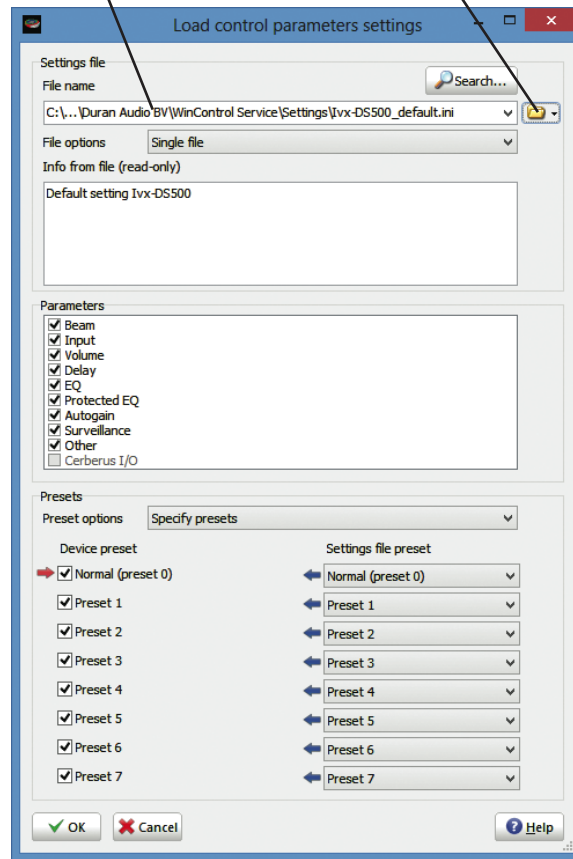 Load control parameters settings
Settings file
File name
Search...
C:\...\Duran Audio BV\WinControl Service\Settings\Ivx-DS500_default.ini
File options Single file
Info from file (read-only)
Default setting Ivx-DS500
Parameters
Beam
Input
Volume
Delay
EQ
Protected EQ
Autogain
Surveillance
Other
Cerberus I/O
Presets
Preset options Specify presets
Device preset Settings file preset
Normal (preset 0) Normal (preset 0)
Preset 1 Preset 1
Preset 2 Preset 2
Preset 3 Preset 3
Preset 4 Preset 4
Preset 5 Preset 5
Preset 6 Preset 6
Preset 7 Preset 7
OK Cancel Help